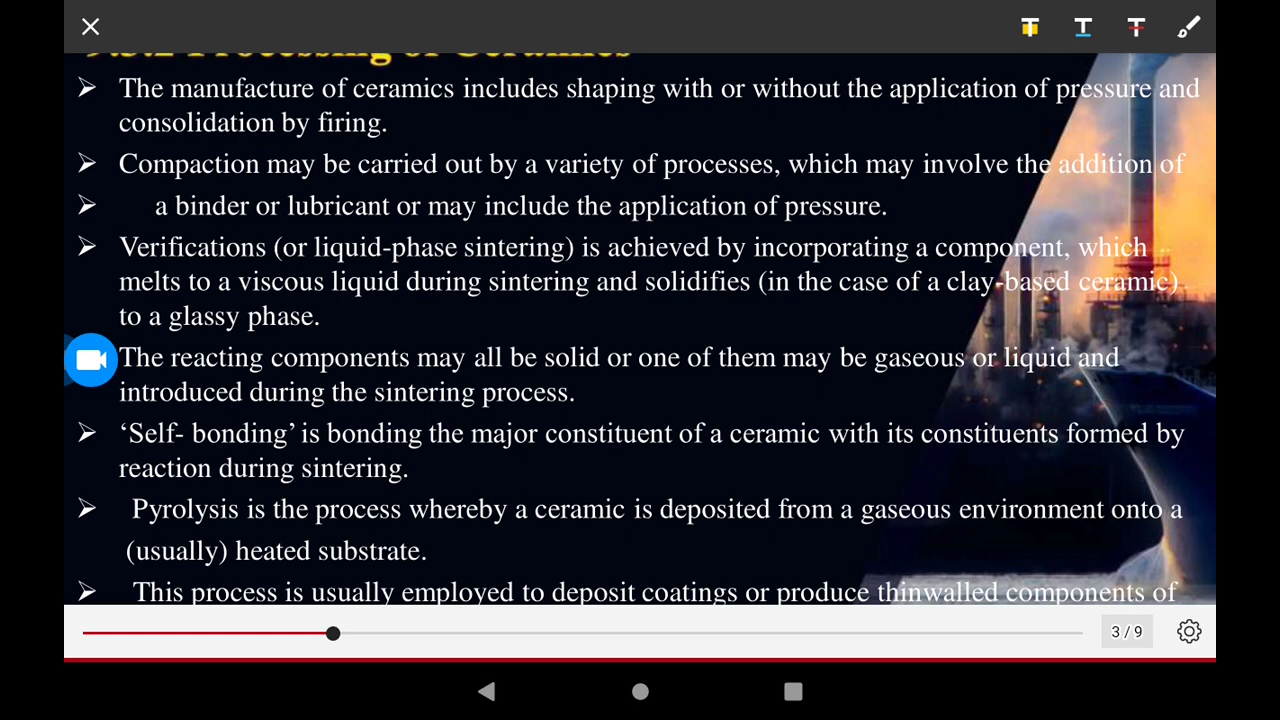 9.3.2 Processing of Ceramics
➢ The manufacture of ceramics includes shaping with or without the application of pressure and
consolidation by firing.
➢ Compaction may be carried out by a variety of processes, which may involve the addition of
➢ a binder or lubricant or may include the application of pressure.
➢ Verifications (or liquid-phase sintering) is achieved by incorporating a component, which
melts to a viscous liquid during sintering and solidifies (in the case of a clay-based ceramic)
to a glassy phase.
The reacting components may all be solid or one of them may be gaseous or liquid and
introduced during the sintering process.
➢ ‘Self- bonding’ is bonding the major constituent of a ceramic with its constituents formed by
reaction during sintering.
➢ Pyrolysis is the process whereby a ceramic is deposited from a gaseous environment onto a
(usually) heated substrate.
➢ This process is usually employed to deposit coatings or produce thinwalled components of
3 / 9